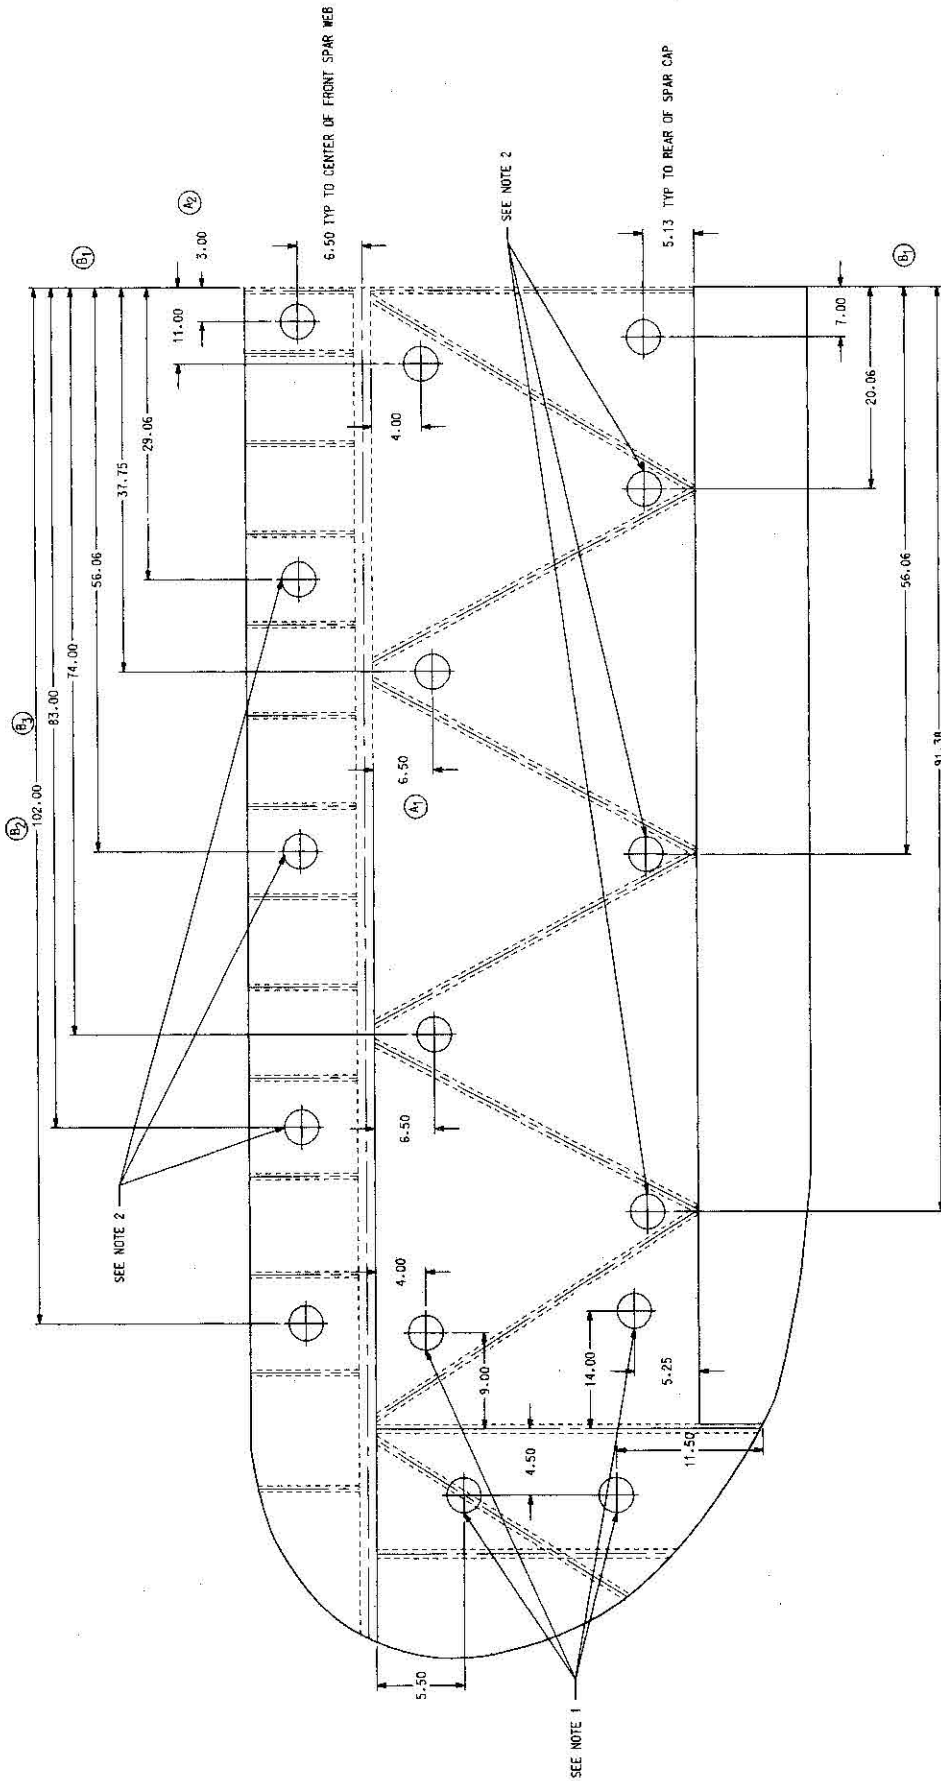 6.50 TYP TO CENTER OF FRONT SPAR WEB
A2
3.00
11.00
B1
29.06
37.75
56.06
74.00
B3
83.00
B2
102.00
SEE NOTE 2
SEE NOTE 2
5.13 TYP TO REAR OF SPAR CAP
4.00
6.50
A1
6.50
4.00
9.00
14.00
5.25
4.50
11.50
5.50
SEE NOTE 1
7.00
20.06
B1
56.06
91.38